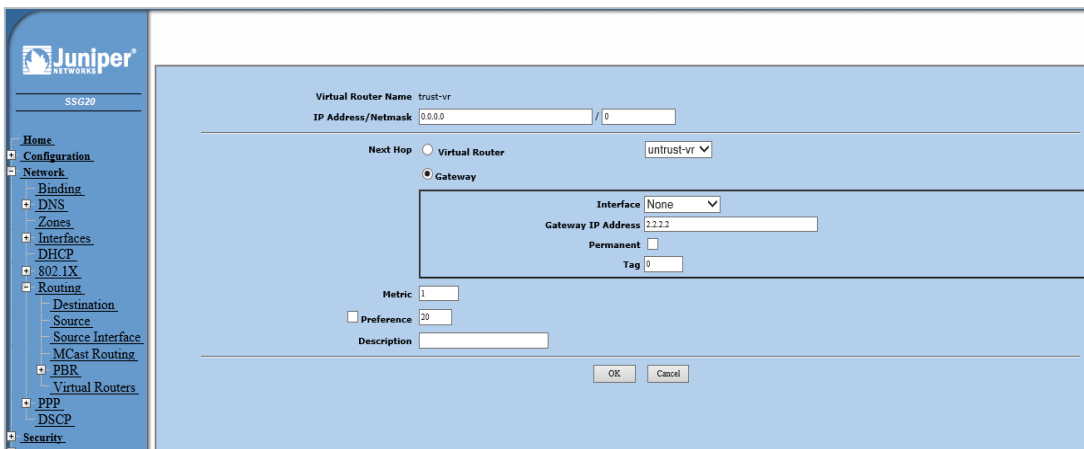 Juniper®
NETWORKS
SSG20
Home
Configuration
Network
Binding
DNS
Zones
Interfaces
DHCP
802.1X
Routing
Destination
Source
Source Interface
MCast Routing
PBR
Virtual Routers
PPP
DSCP
Security
Virtual Router Name trust-vr
IP Address/Netmask 0.0.0.0 / 0
Next Hop Virtual Router untrust-vr
Gateway
Interface None
Gateway IP Address 2.2.2.2
Permanent
Tag 0
Metric 1
Preference 20
Description
OK Cancel